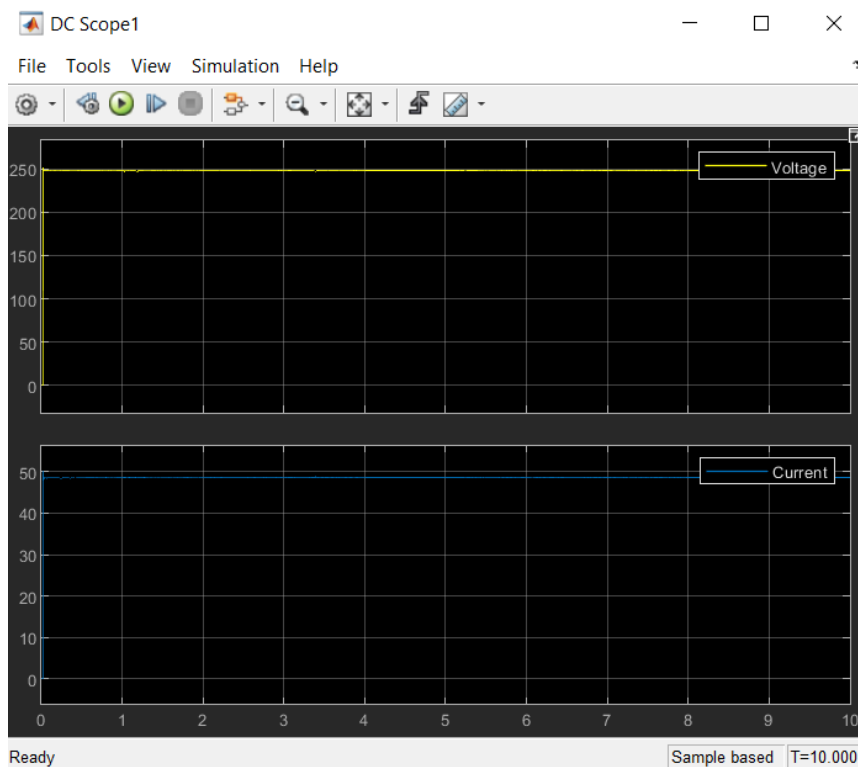 DC Scope1
File Tools View Simulation Help
Voltage
250
200
150
100
50
0
Current
50
40
30
20
10
0
0 1 2 3 4 5 6 7 8 9 10
Ready
Sample based T=10.000